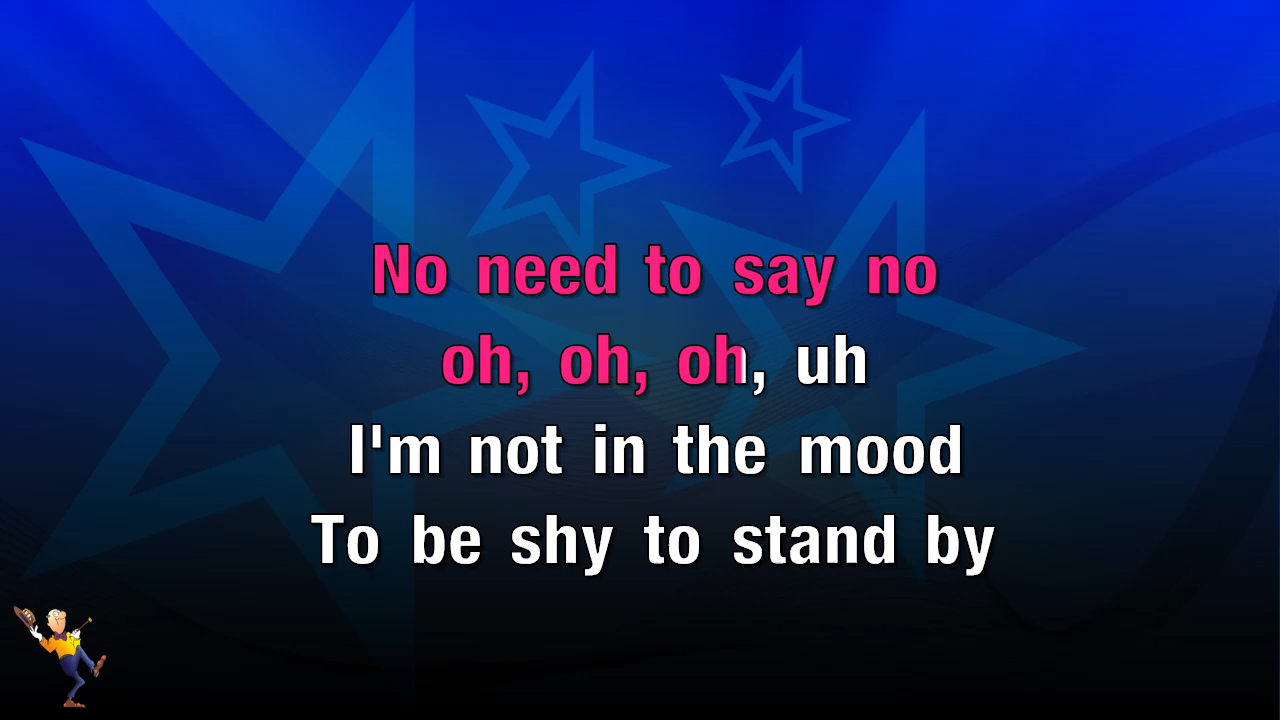 No need to say no
oh, oh, oh, uh
I'm not in the mood
To be shy to stand by